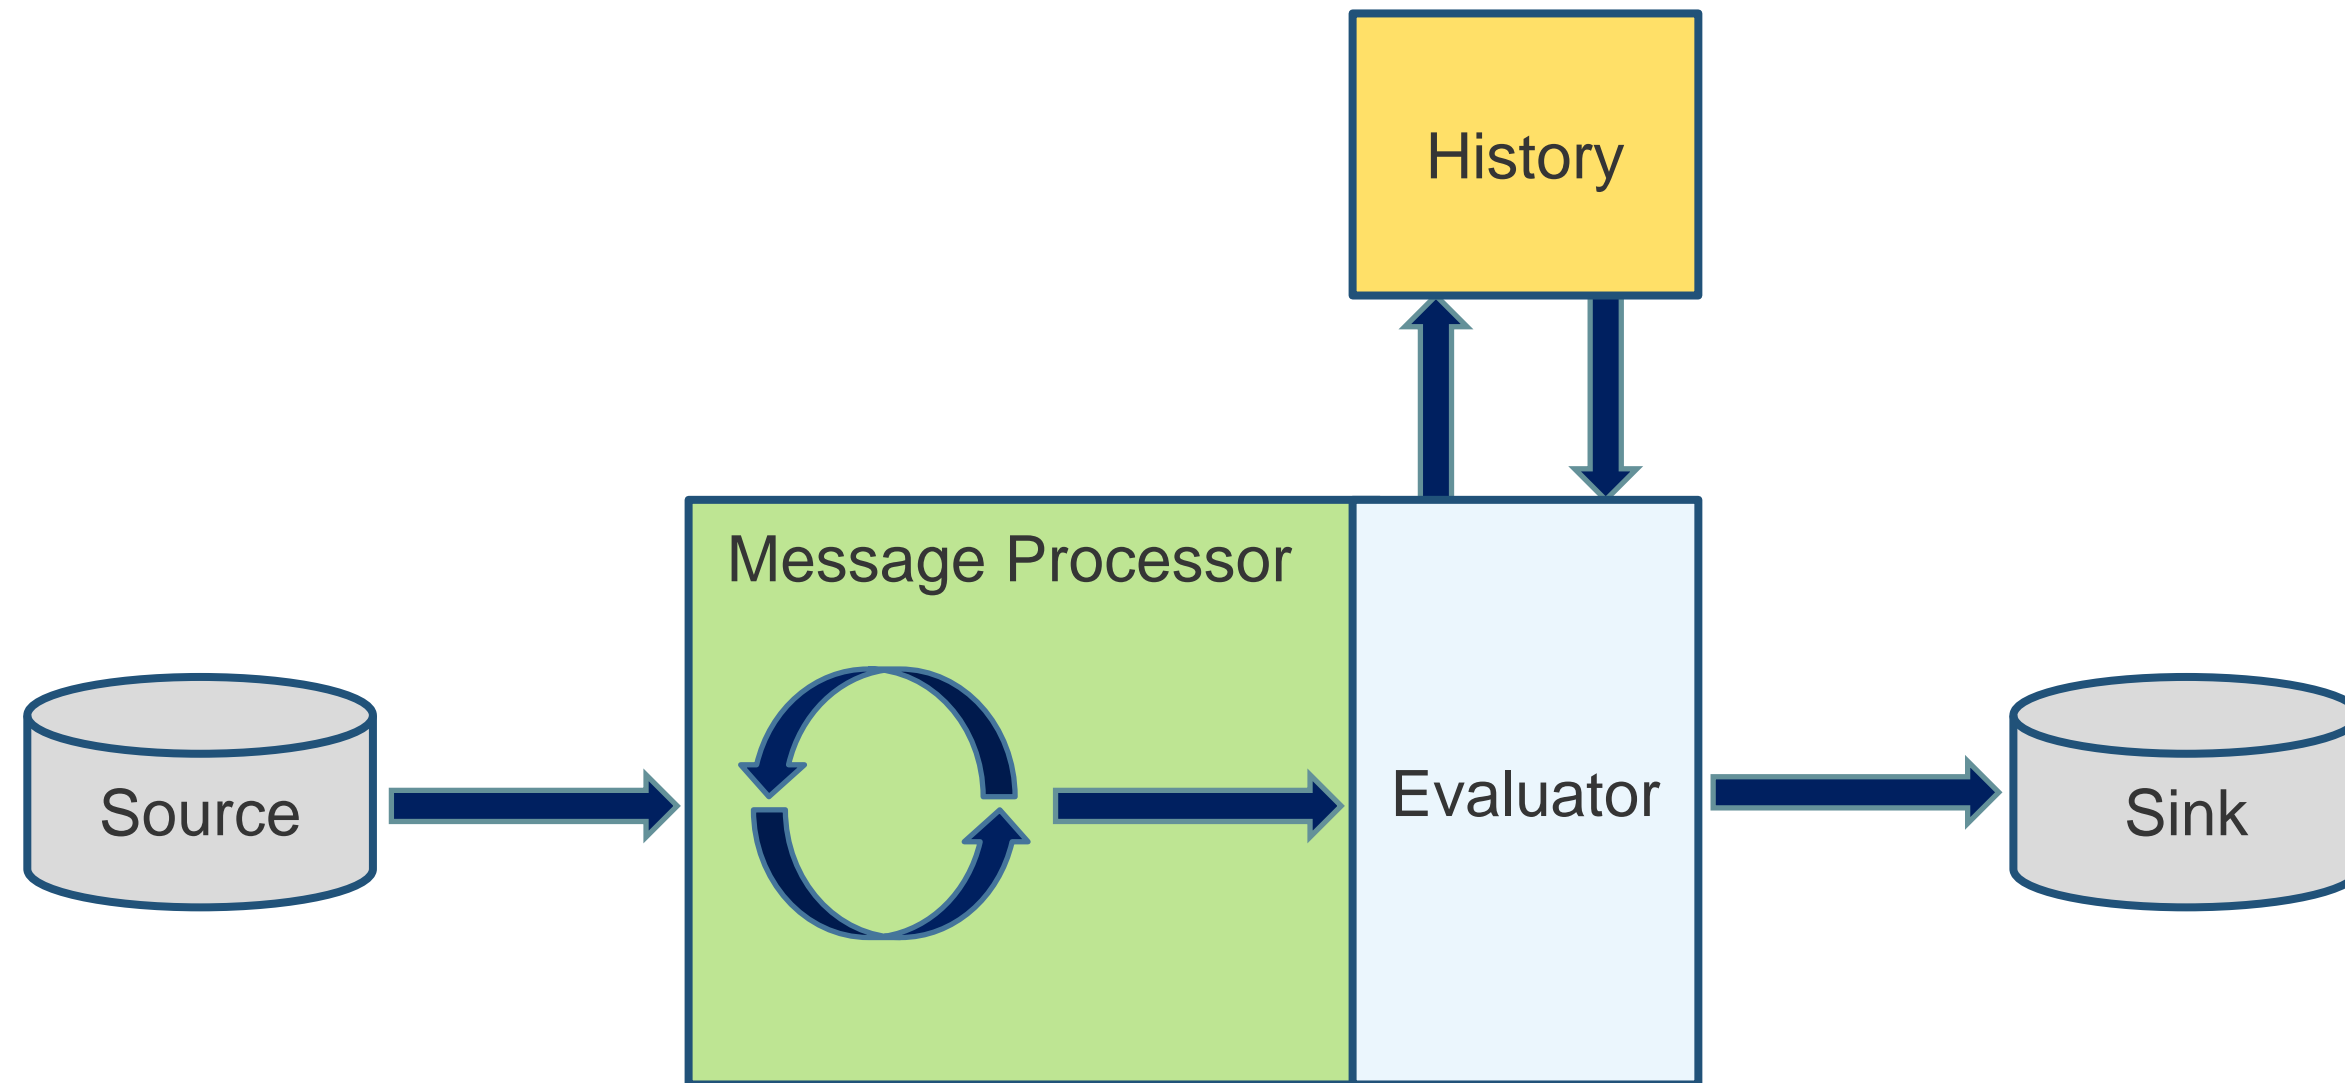 History
Message Processor
Source
Evaluator
Sink